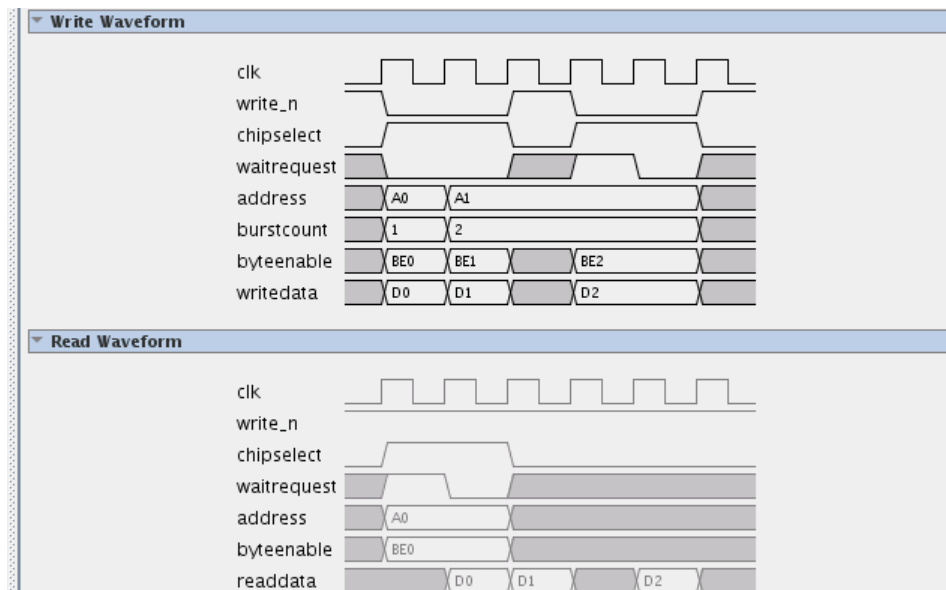 Write Waveform
clk
write_n
chipselect
waitrequest
address A0 A1
burstcount 1 2
byteenable BE0 BE1 BE2
writedata D0 D1 D2
Read Waveform
clk
write_n
chipselect
waitrequest
address A0
byteenable BE0
readdata D0 D1 D2